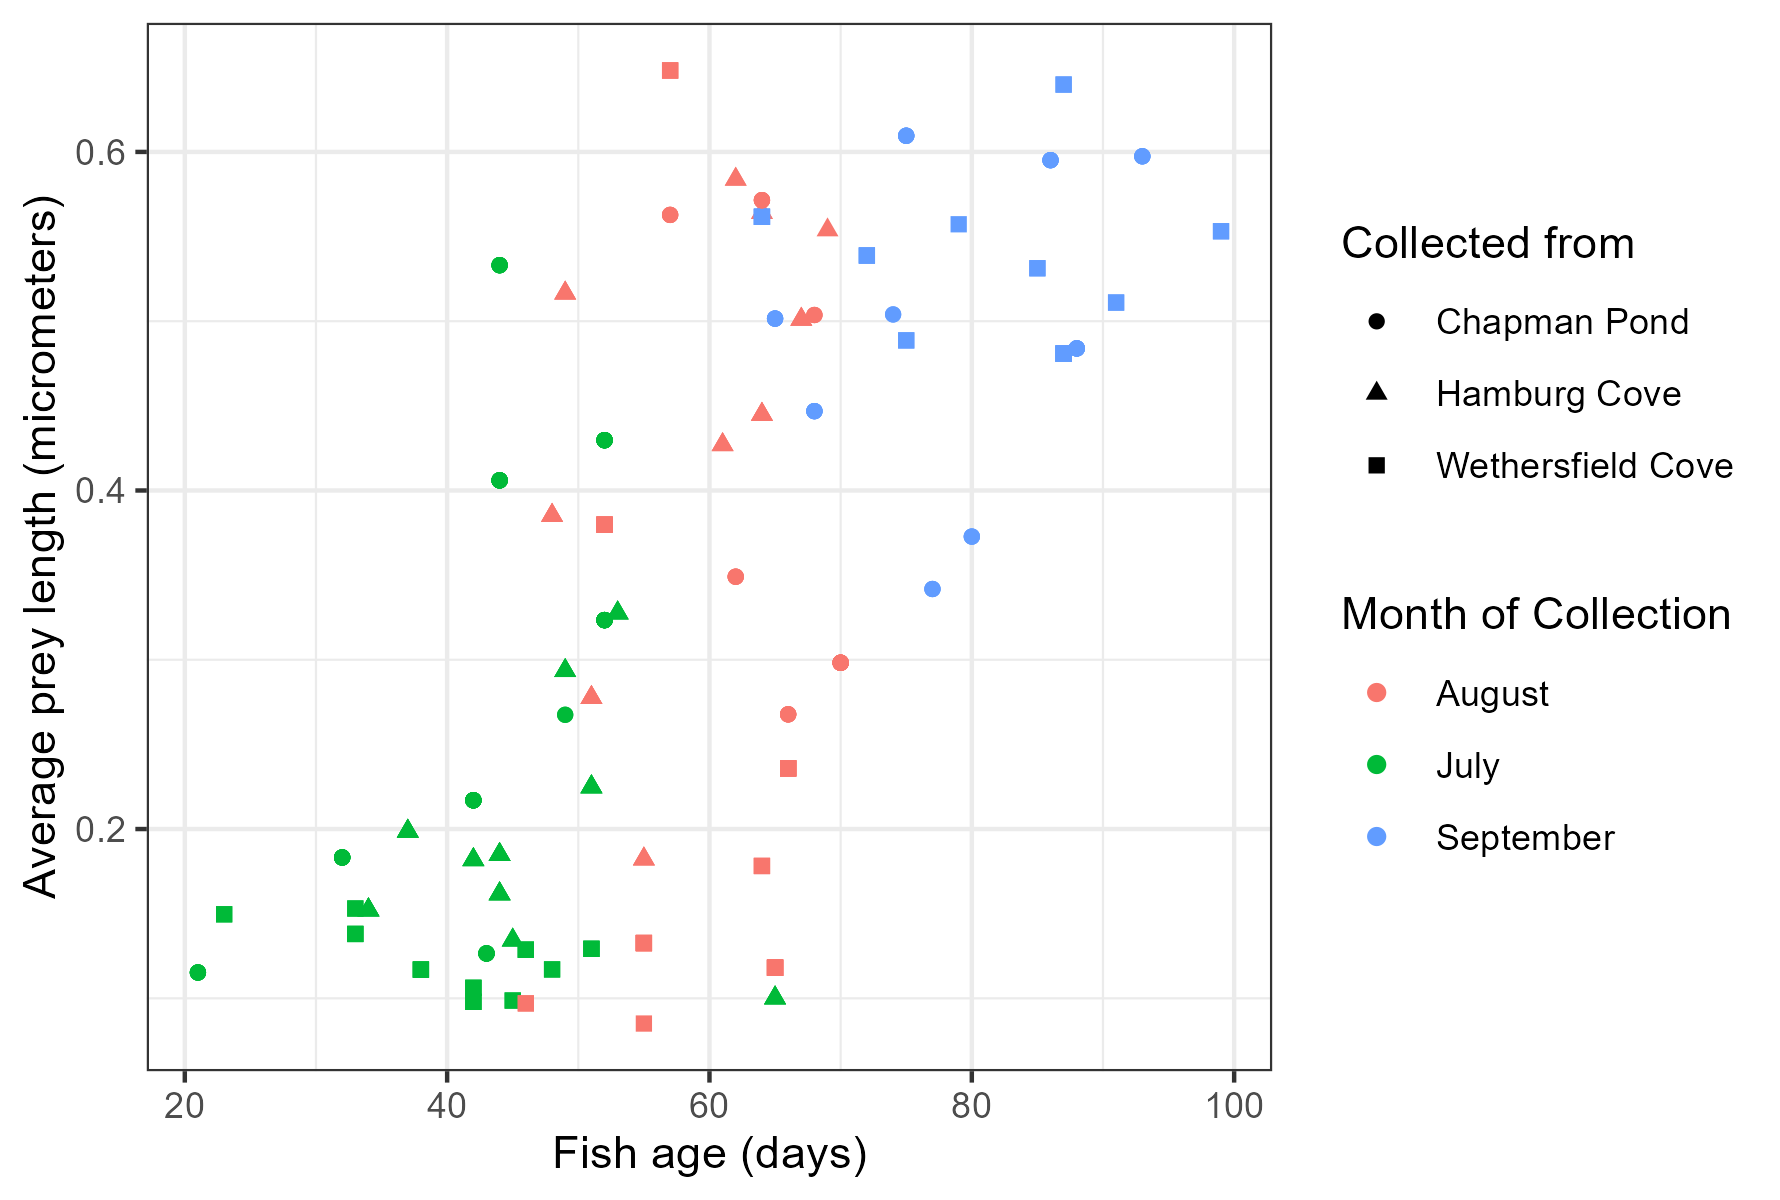 Average prey length (micrometers)
0.6
0.4
0.2
20 40 60 80 100
Fish age (days)
Collected from
Chapman Pond
Hamburg Cove
Wethersfield Cove
Month of Collection
August
July
September